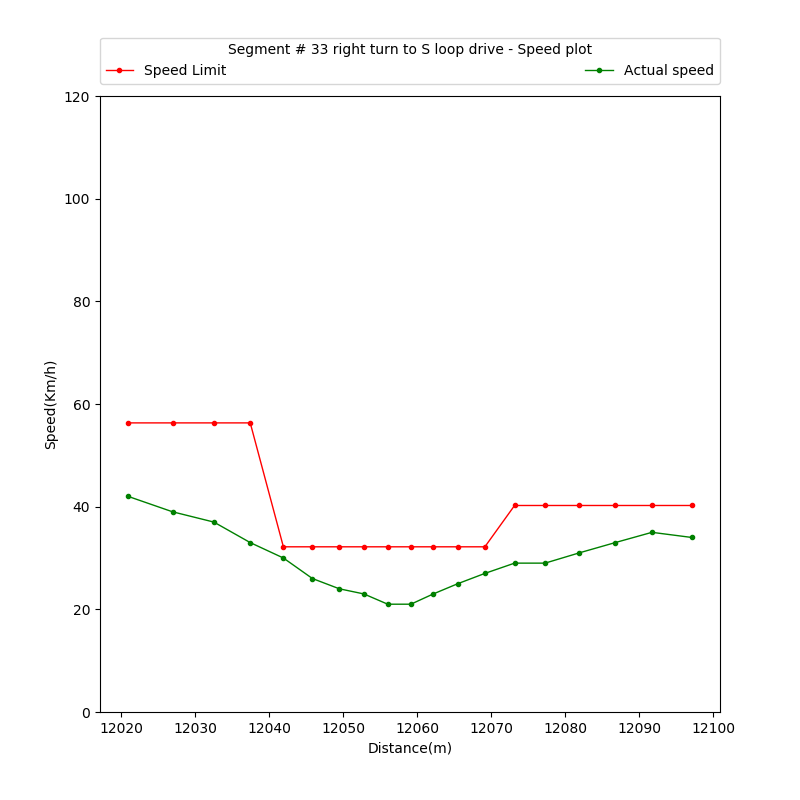 Segment # 33 right turn to S loop drive - Speed plot
Speed Limit Actual speed
120
100
80
60
40
20
0
Speed(Km/h)
12020 12030 12040 12050 12060 12070 12080 12090 12100
Distance(m)